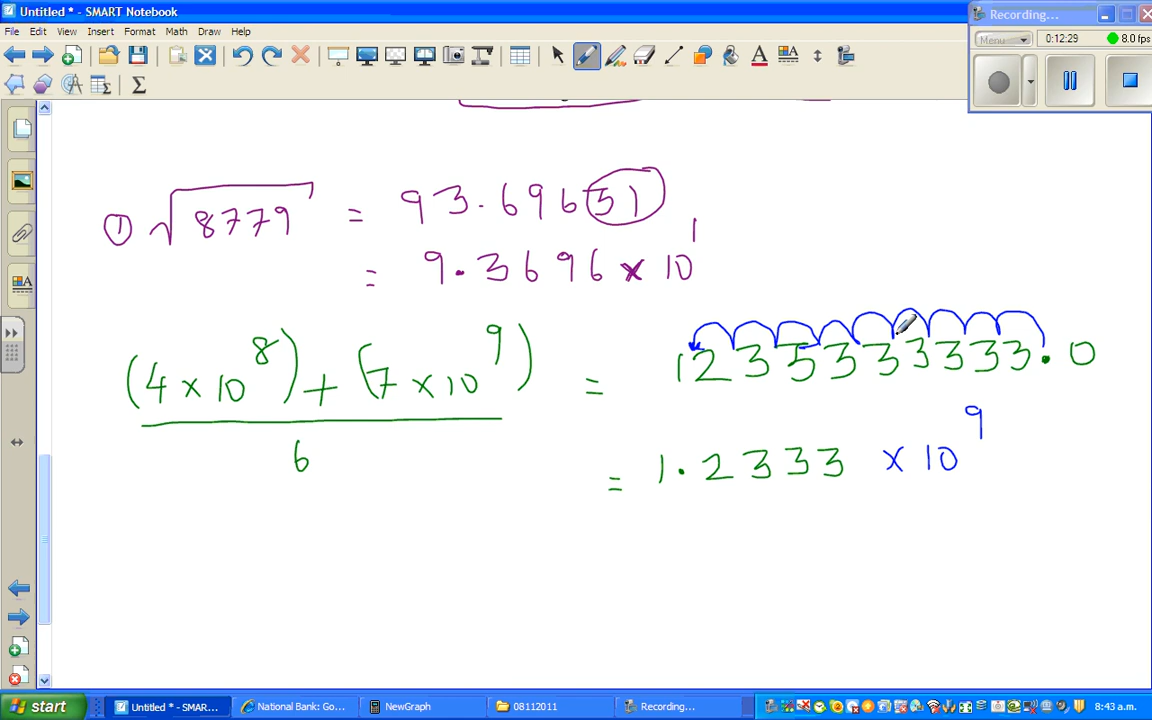 Untitled * - SMART Notebook
Recording...
File Edit View Insert Format Math Draw Help
Menu 0:12:29 8.0 fps
① √8779 = 93.69651
= 9.3696 x 10¹
(4 x 10⁸) + (7 x 10⁹) = 1235333333.0
6
= 1.2333 x 10⁹
start Untitled * - SMAR... National Bank: Go... NewGraph 08112011 Recording... 8:43 a.m.